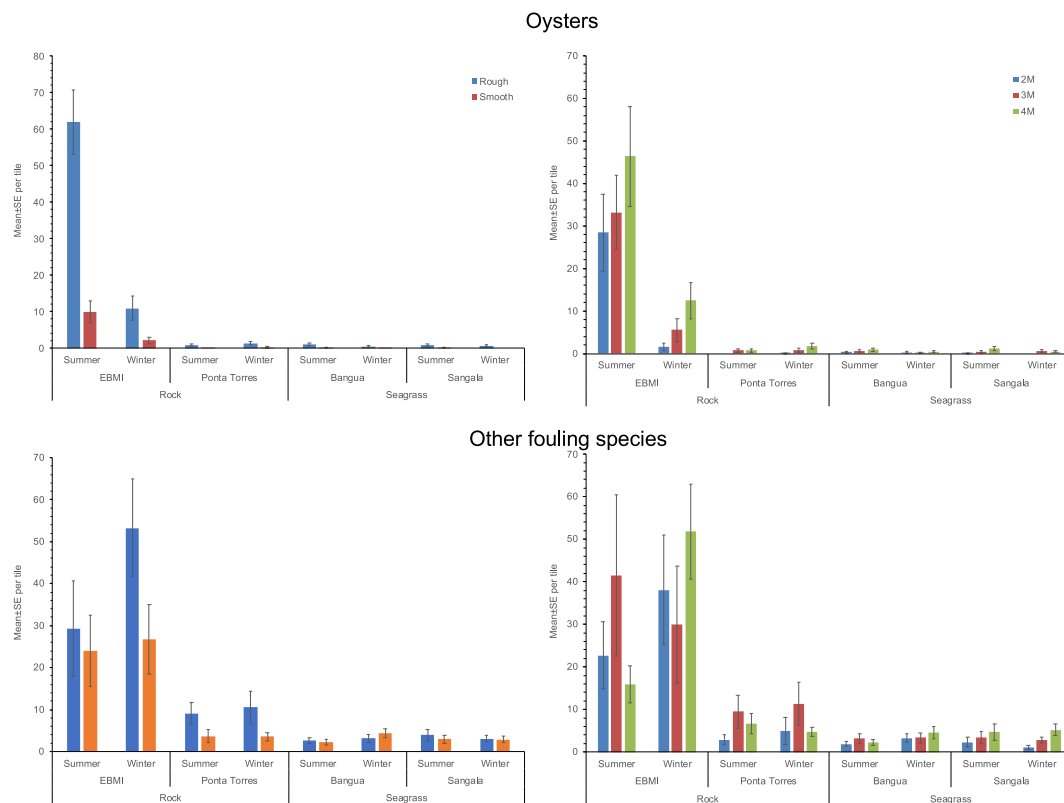 Oysters
80
70
60
50
40
30
20
10
0
Mean±SE per tile
Rough
Smooth
Summer Winter Summer Winter Summer Winter Summer Winter
EBMI Ponta Torres Bangua Sangala
Rock Seagrass
70
60
50
40
30
20
10
0
Mean±SE per tile
2M
3M
4M
Summer Winter Summer Winter Summer Winter Summer Winter
EBMI Ponta Torres Bangua Sangala
Rock Seagrass
Other fouling species
70
60
50
40
30
20
10
0
Mean±SE per tile
Summer Winter Summer Winter Summer Winter Summer Winter
EBMI Ponta Torres Bangua Sangala
Rock Seagrass
70
60
50
40
30
20
10
0
Mean±SE per tile
Summer Winter Summer Winter Summer Winter Summer Winter
EBMI Ponta Torres Bangua Sangala
Rock Seagrass